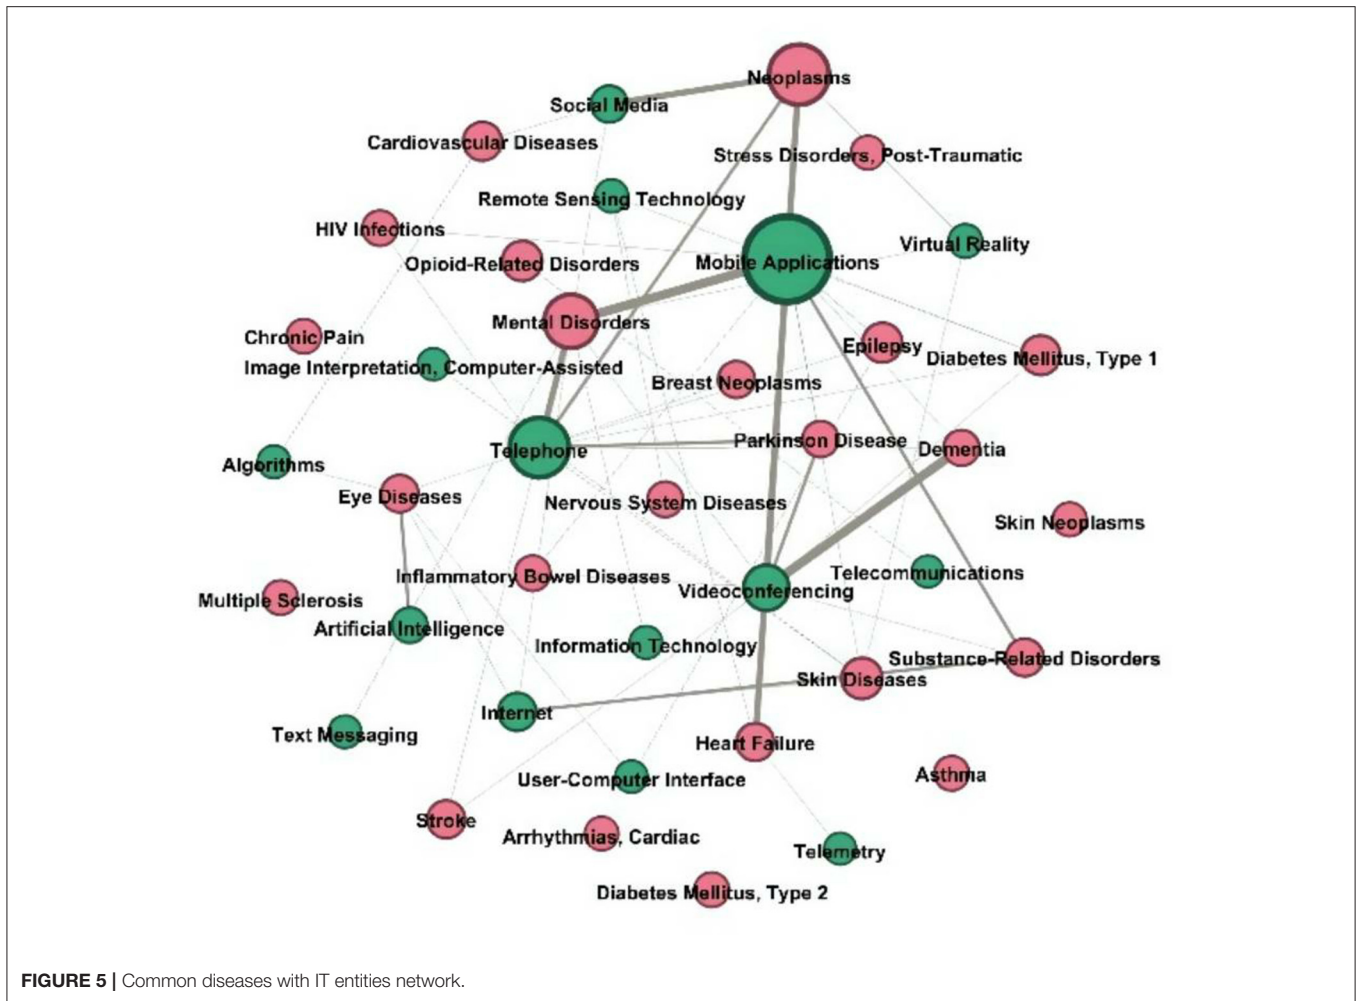 Neoplasms
Social Media
Cardiovascular Diseases
Stress Disorders, Post-Traumatic
Remote Sensing Technology
HIV Infections
Virtual Reality
Opioid-Related Disorders
Mobile Applications
Mental Disorders
Chronic Pain
Epilepsy
Diabetes Mellitus, Type 1
Image Interpretation, Computer-Assisted
Breast Neoplasms
Parkinson Disease
Dementia
Telephone
Algorithms
Eye Diseases
Nervous System Diseases
Skin Neoplasms
Inflammatory Bowel Diseases
Telecommunications
Videoconferencing
Multiple Sclerosis
Artificial Intelligence
Information Technology
Substance-Related Disorders
Skin Diseases
Internet
Text Messaging
Heart Failure
User-Computer Interface
Asthma
Stroke
Arrhythmias, Cardiac
Telemetry
Diabetes Mellitus, Type 2
FIGURE 5 | Common diseases with IT entities network.